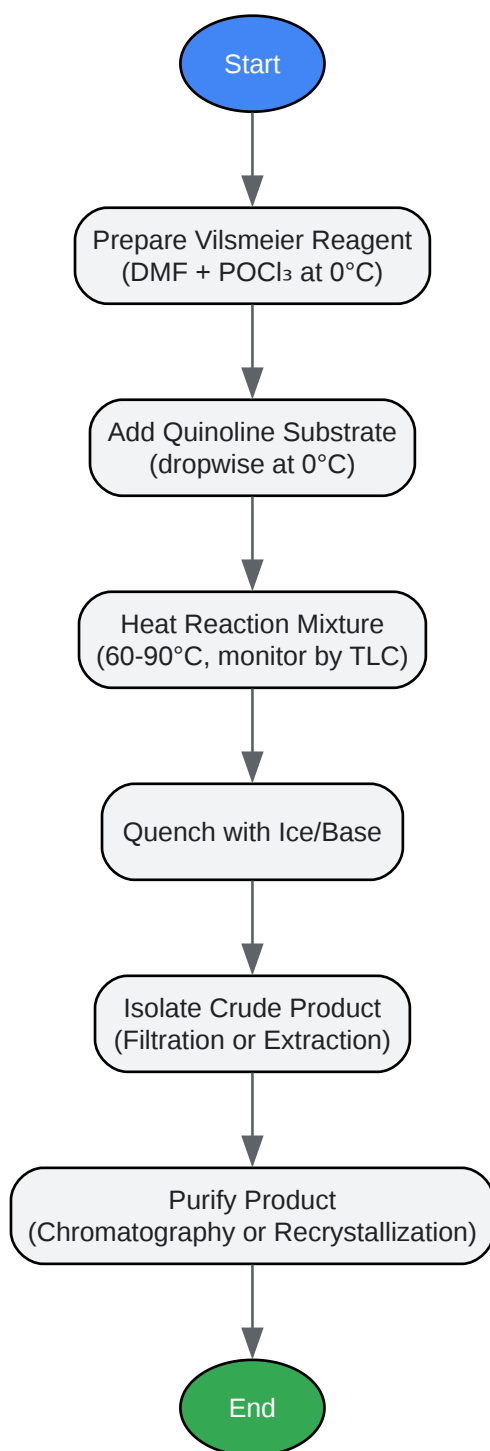 Start
Prepare Vilsmeier Reagent
(DMF + POCl₃ at 0°C)
Add Quinoline Substrate
(dropwise at 0°C)
Heat Reaction Mixture
(60-90°C, monitor by TLC)
Quench with Ice/Base
Isolate Crude Product
(Filtration or Extraction)
Purify Product
(Chromatography or Recrystallization)
End